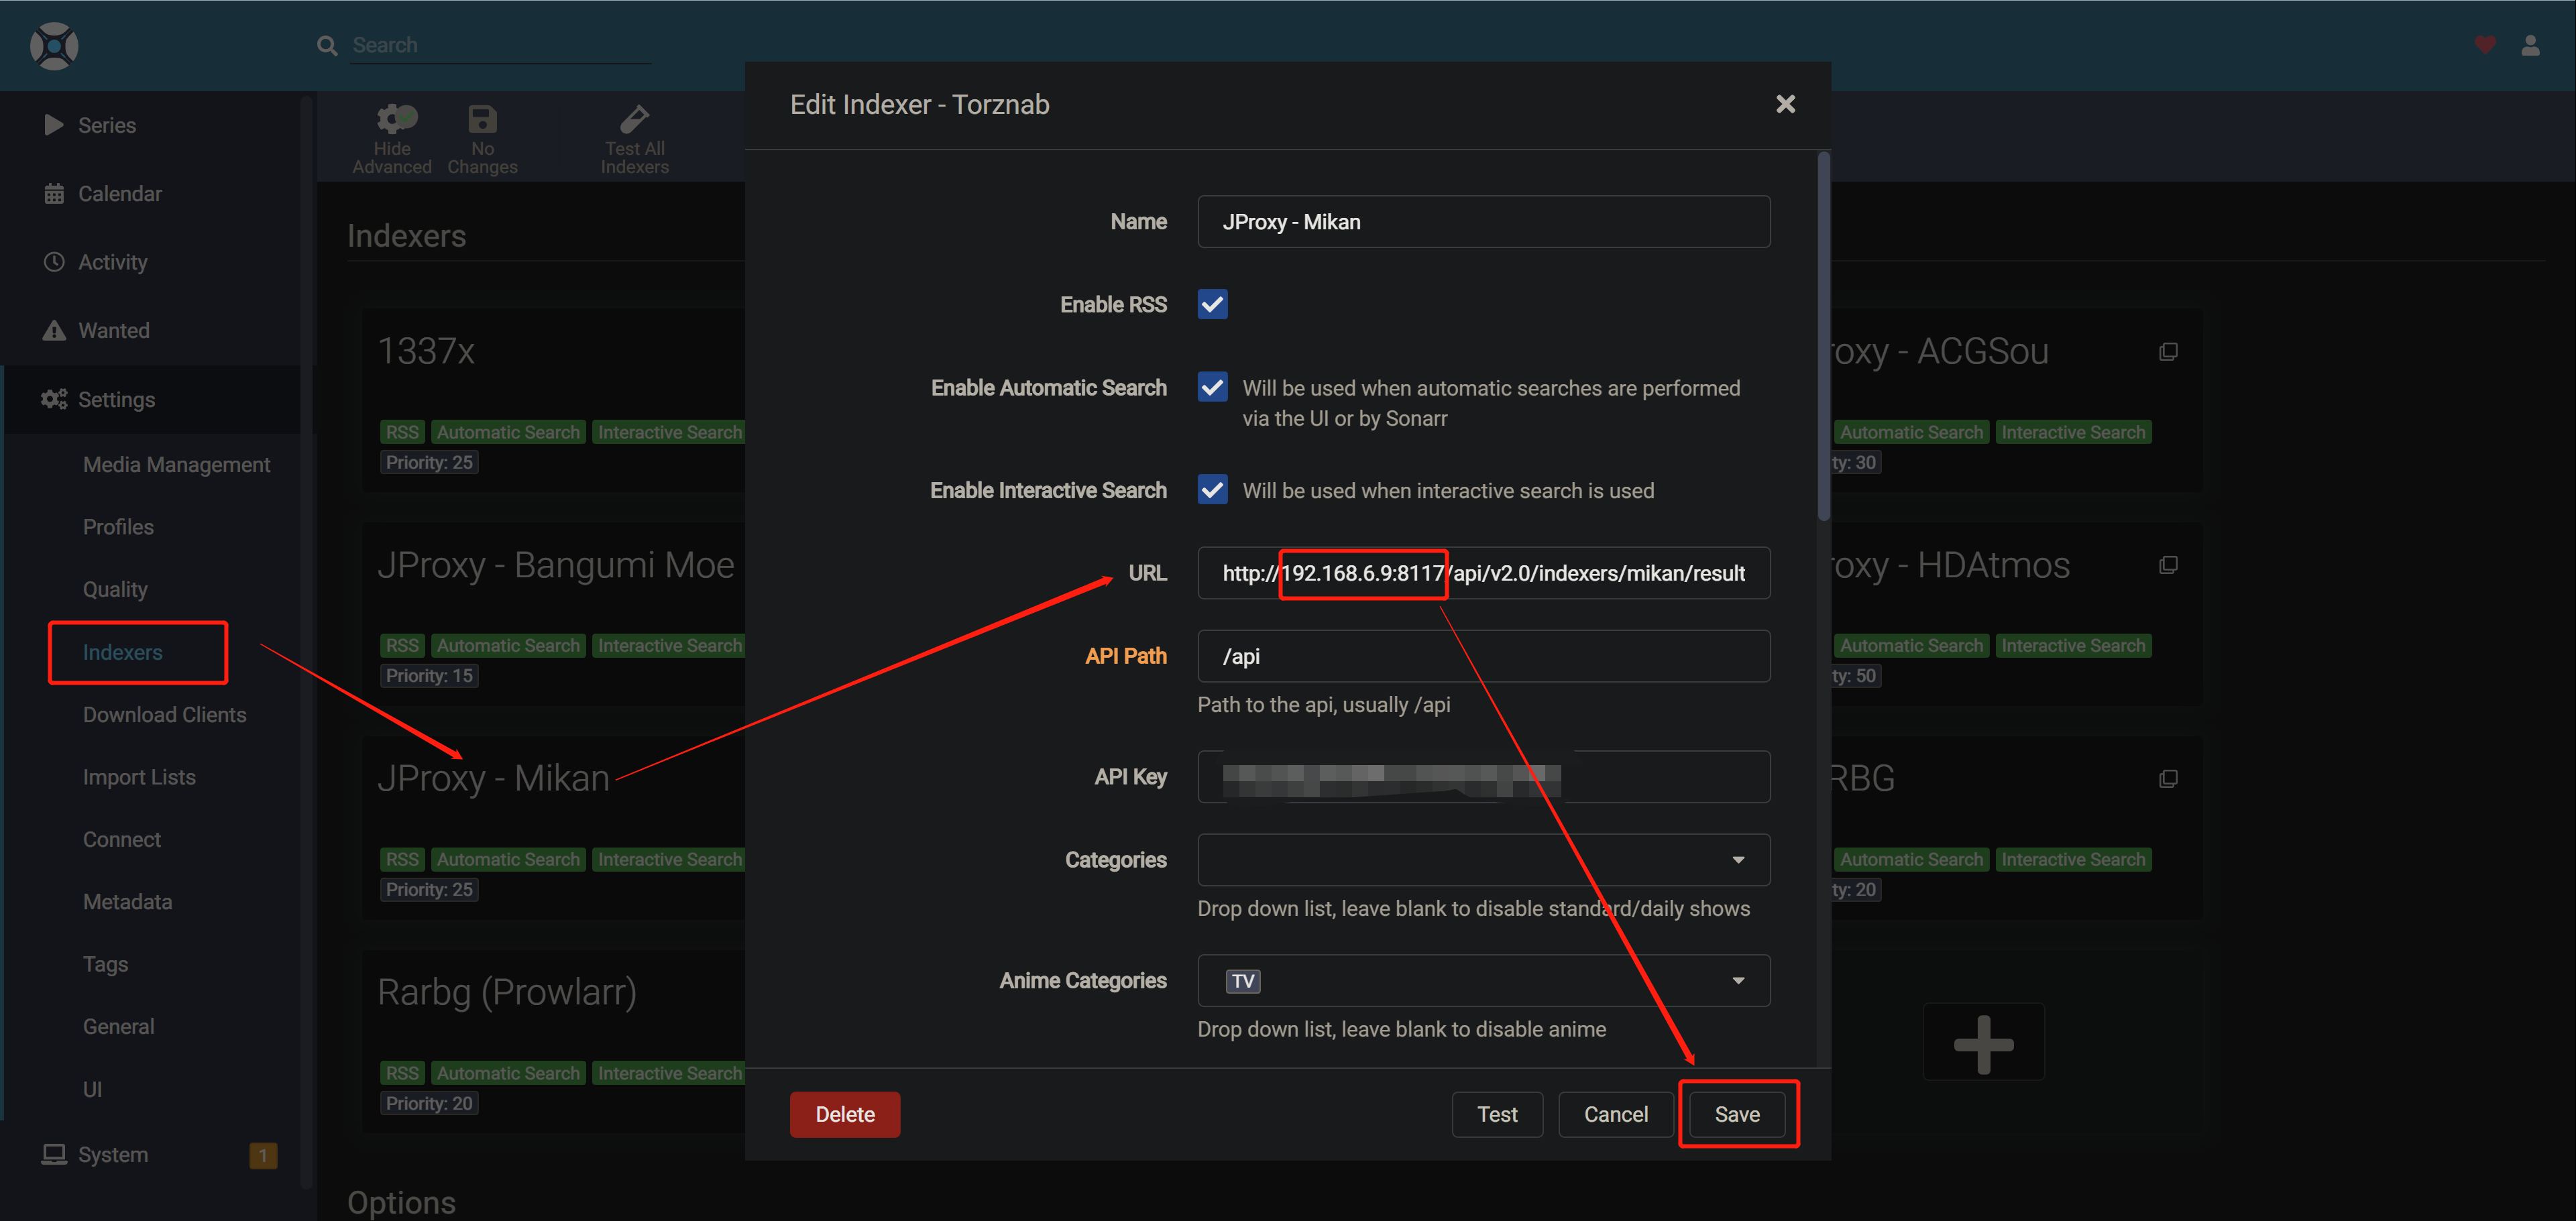 Search
Series
Calendar
Activity
Wanted
Settings
Media Management
Profiles
Quality
Indexers
Download Clients
Import Lists
Connect
Metadata
Tags
General
UI
System
1
Hide Advanced
No Changes
Test All Indexers
Indexers
1337x
RSS Automatic Search Interactive Search
Priority: 25
JProxy - Bangumi Moe
RSS Automatic Search Interactive Search
Priority: 15
JProxy - Mikan
RSS Automatic Search Interactive Search
Priority: 25
Rarbg (Prowlarr)
RSS Automatic Search Interactive Search
Priority: 20
Options
Edit Indexer - Torznab
Name
JProxy - Mikan
Enable RSS
Enable Automatic Search
Will be used when automatic searches are performed
via the UI or by Sonarr
Enable Interactive Search
Will be used when interactive search is used
URL
http://192.168.6.9:8117/api/v2.0/indexers/mikan/result
API Path
/api
Path to the api, usually /api
API Key
Categories
Drop down list, leave blank to disable standard/daily shows
Anime Categories
TV
Drop down list, leave blank to disable anime
Delete
Test
Cancel
Save
roxy - ACGSou
Automatic Search Interactive Search
ty: 30
roxy - HDAtmos
Automatic Search Interactive Search
ty: 50
RBG
Automatic Search Interactive Search
ty: 20